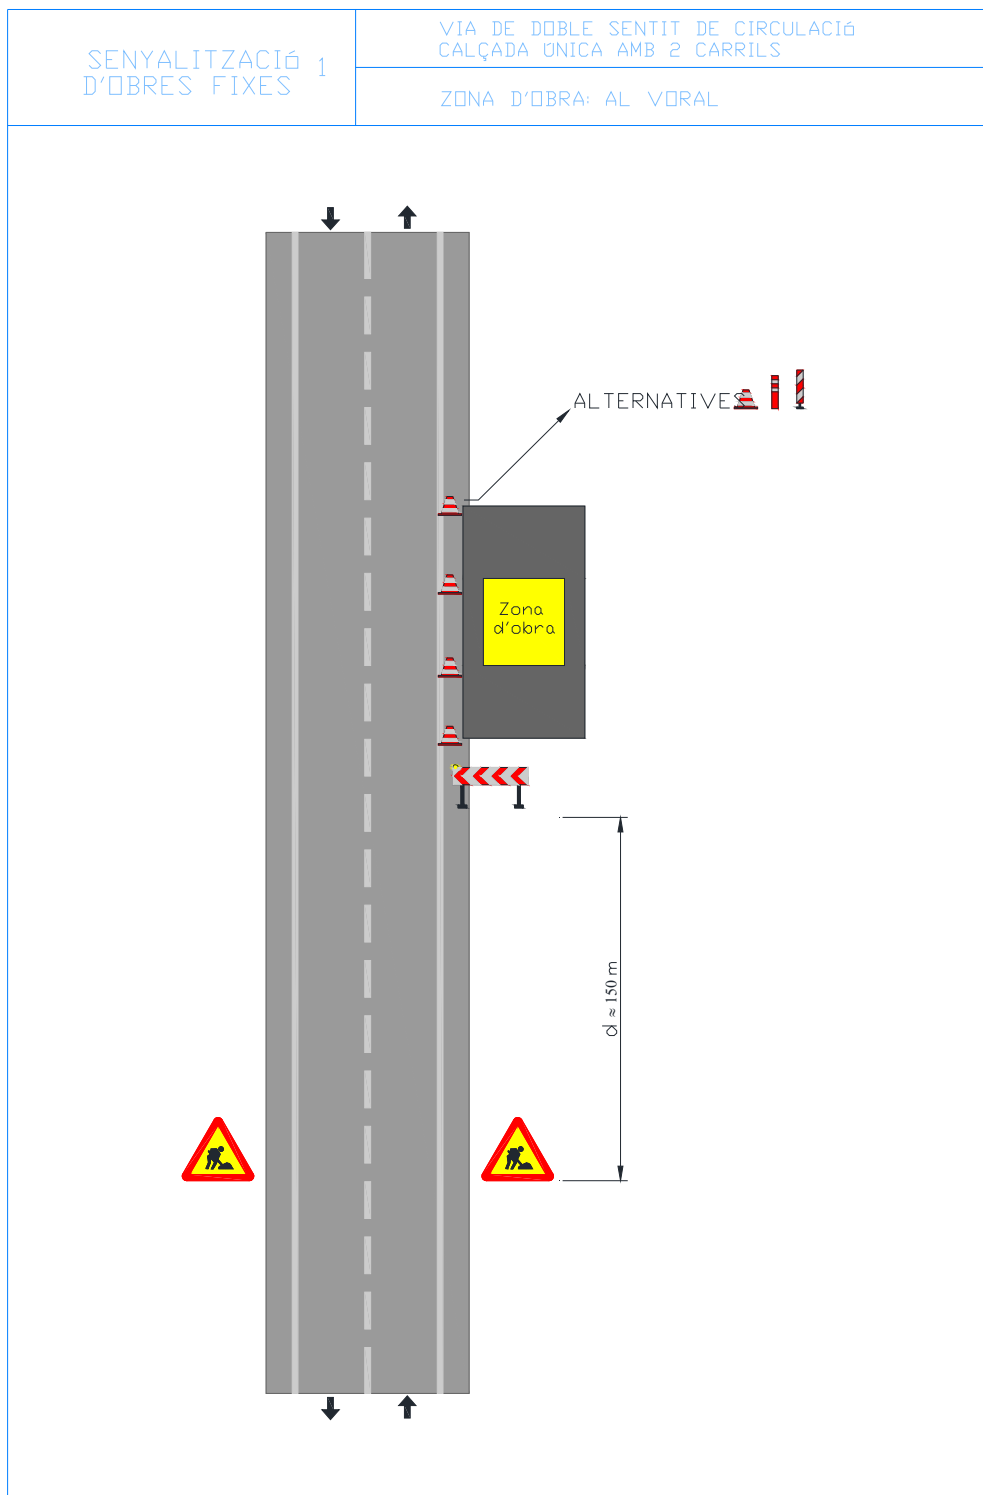 SENYALITZACIó 1
D'OBRES FIXES
VIA DE DOBLE SENTIT DE CIRCULACIó
CALÇADA ÚNICA AMB 2 CARRILS
ZONA D'OBRA: AL VORAL
ALTERNATIVES
Zona
d'obra
d ≈ 150 m